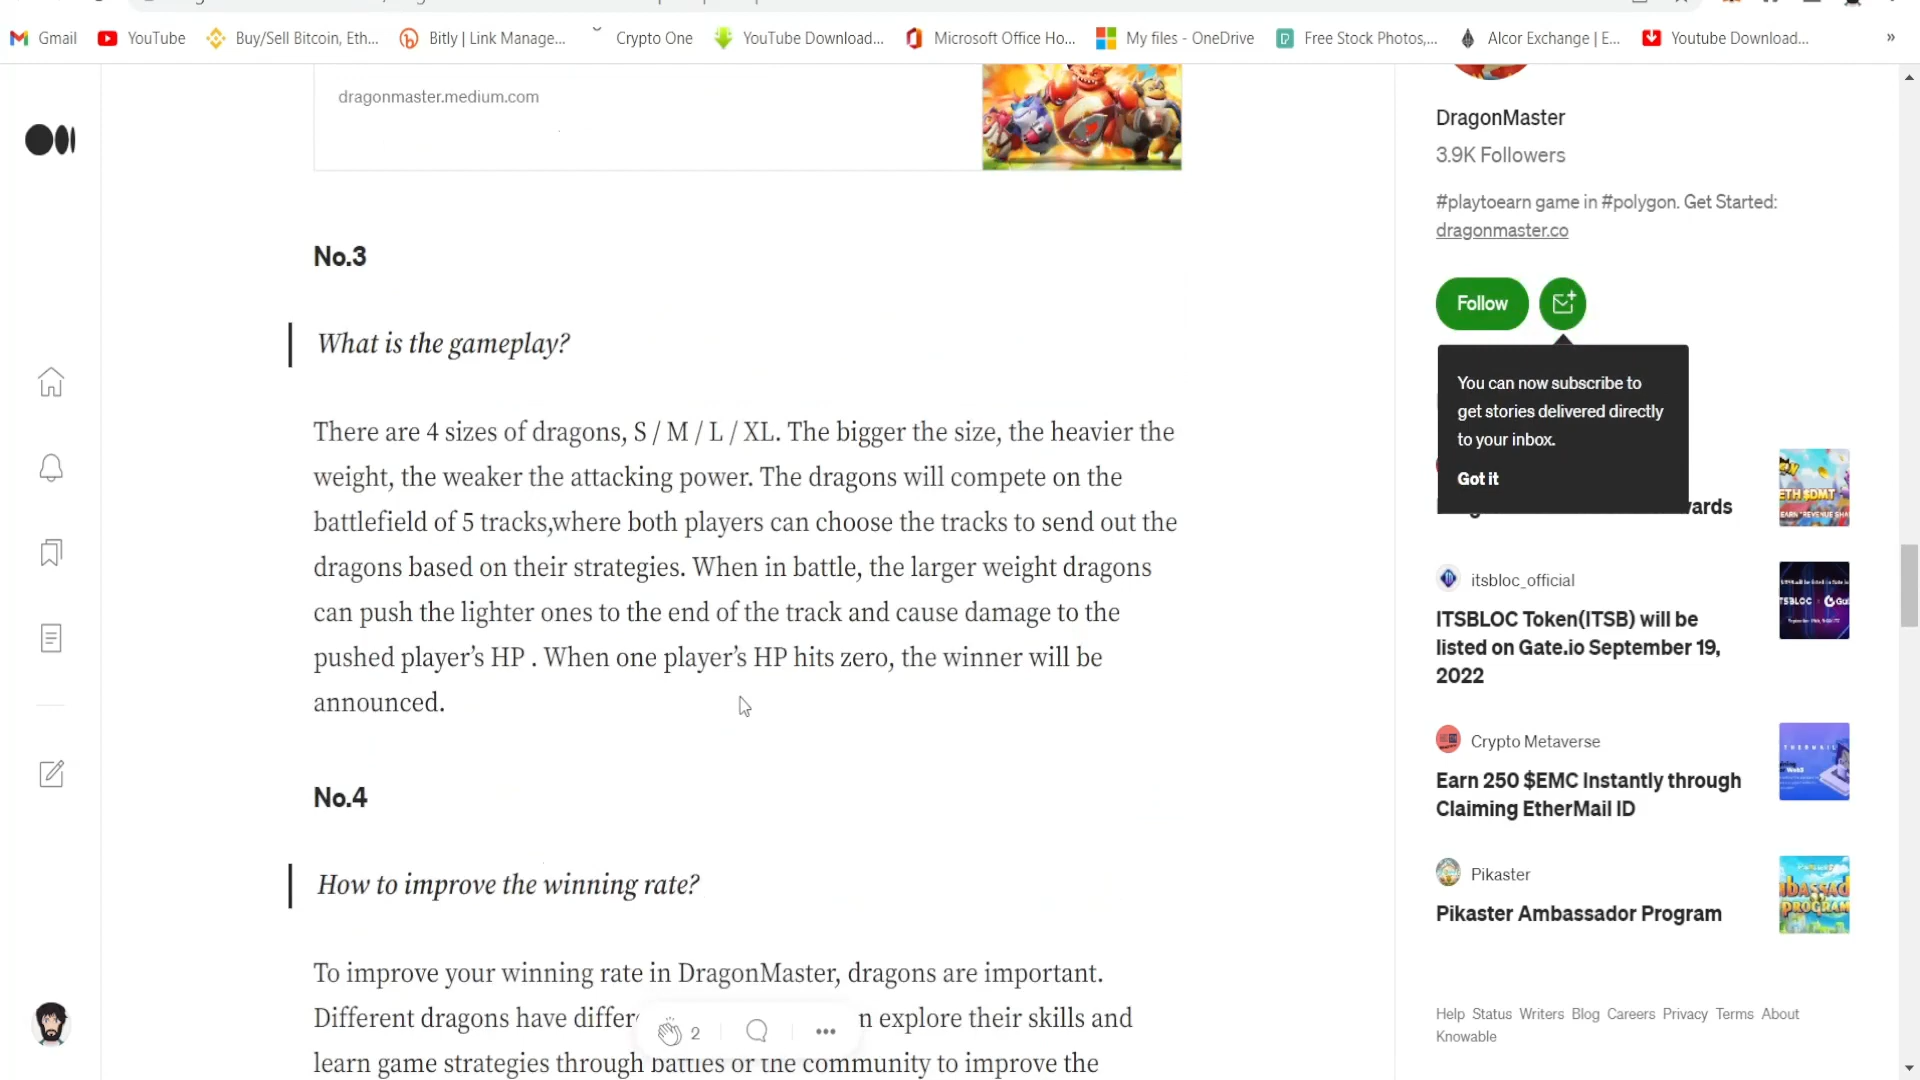 Gmail
YouTube
Buy/Sell Bitcoin, Eth...
Bitly | Link Manage...
Crypto One
YouTube Download...
Microsoft Office Ho...
My files - OneDrive
Free Stock Photos,...
Alcor Exchange | E...
Youtube Download...
»
dragonmaster.medium.com
No.3
What is the gameplay?
There are 4 sizes of dragons, S / M / L / XL. The bigger the size, the heavier the
weight, the weaker the attacking power. The dragons will compete on the
battlefield of 5 tracks,where both players can choose the tracks to send out the
dragons based on their strategies. When in battle, the larger weight dragons
can push the lighter ones to the end of the track and cause damage to the
pushed player’s HP . When one player’s HP hits zero, the winner will be
announced.
No.4
How to improve the winning rate?
To improve your winning rate in DragonMaster, dragons are important.
Different dragons have differ
n explore their skills and
learn game strategies through battles or the community to improve the
2
DragonMaster
3.9K Followers
#playtoearn game in #polygon. Get Started:
dragonmaster.co
Follow
You can now subscribe to
get stories delivered directly
to your inbox.
Got it
wards
ETH $DMT
itsbloc_official
ITSBLOC Token(ITSB) will be
listed on Gate.io September 19,
2022
Crypto Metaverse
Earn 250 $EMC Instantly through
Claiming EtherMail ID
Pikaster
Pikaster Ambassador Program
PROGRAM
Help Status Writers Blog Careers Privacy Terms About
Knowable